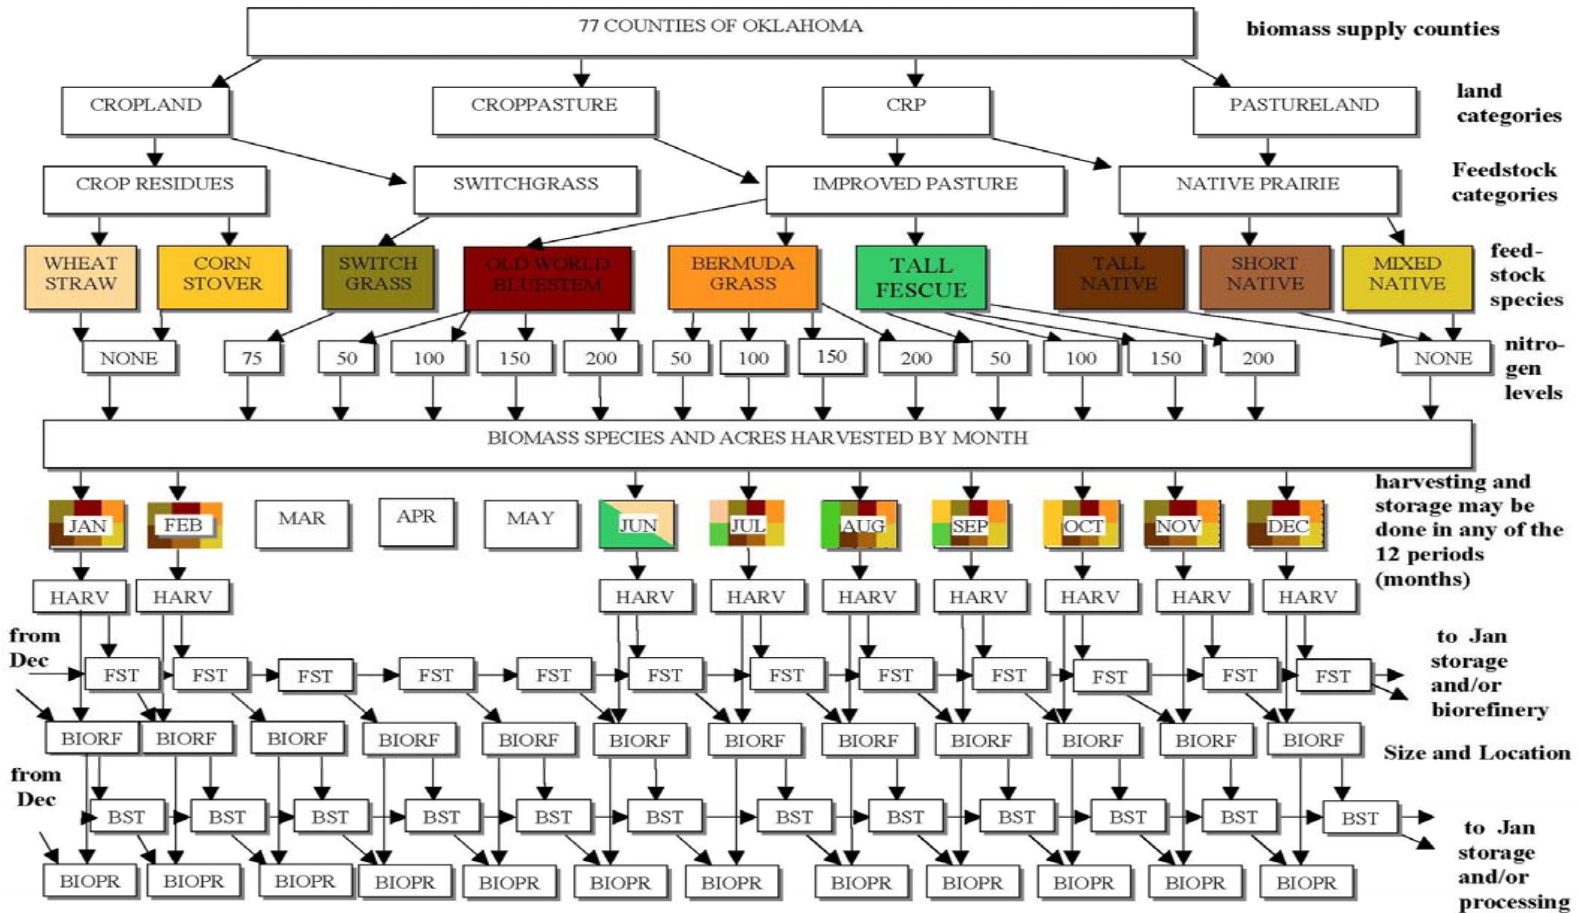 77 COUNTIES OF OKLAHOMA
biomass supply counties
CROPLAND
CROPPASTURE
CRP
PASTURELAND
land
categories
CROP RESIDUES
SWITCHGRASS
IMPROVED PASTURE
NATIVE PRAIRIE
Feedstock
categories
WHEAT
STRAW
CORN
STOVER
SWITCH
GRASS
OLD WORLD
BLUESTEM
BERMUDA
GRASS
TALL
FESCUE
TALL
NATIVE
SHORT
NATIVE
MIXED
NATIVE
feed-
stock
species
NONE
75
50
100
150
200
50
100
150
200
50
100
150
200
NONE
nitro-
gen
levels
BIOMASS SPECIES AND ACRES HARVESTED BY MONTH
JAN
FEB
MAR
APR
MAY
JUN
JUL
AUG
SEP
OCT
NOV
DEC
harvesting and
storage may be
done in any of the
12 periods
(months)
HARV
HARV
HARV
HARV
HARV
HARV
HARV
HARV
HARV
from
Dec
FST
FST
FST
FST
FST
FST
FST
FST
FST
FST
FST
FST
to Jan
storage
and/or
biorefinery
BIORF
BIORF
BIORF
BIORF
BIORF
BIORF
BIORF
BIORF
BIORF
BIORF
BIORF
BIORF
Size and Location
from
Dec
BST
BST
BST
BST
BST
BST
BST
BST
BST
BST
BST
BST
to Jan
storage
and/or
processing
BIOPR
BIOPR
BIOPR
BIOPR
BIOPR
BIOPR
BIOPR
BIOPR
BIOPR
BIOPR
BIOPR
BIOPR